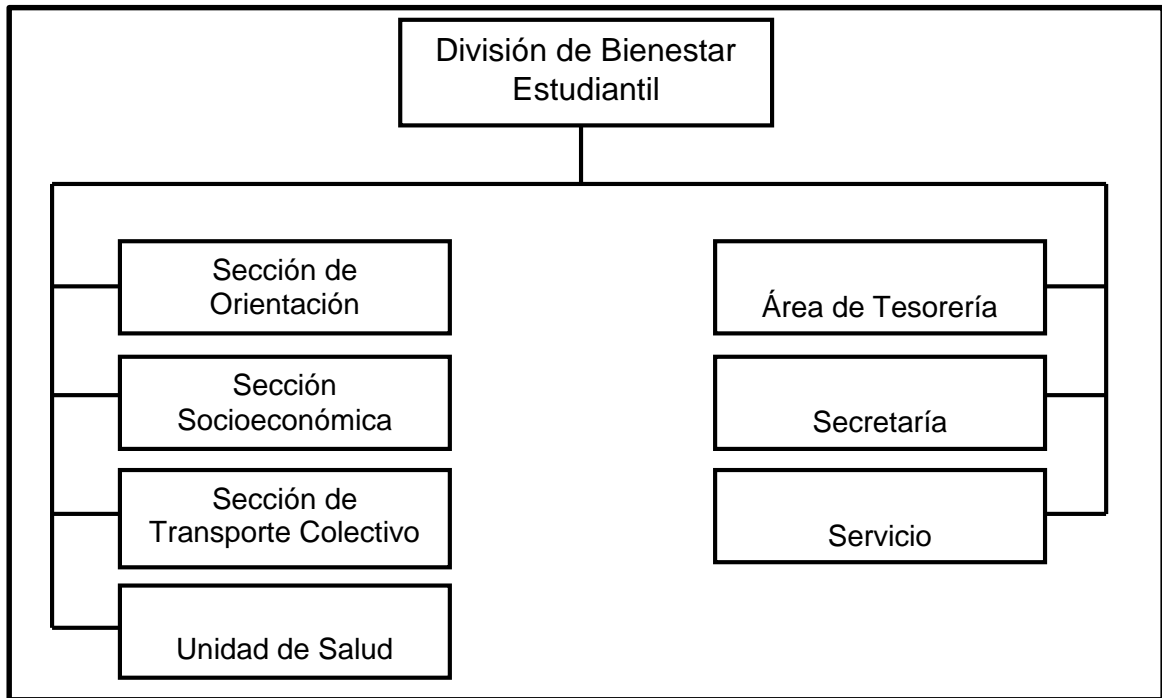 División de Bienestar
Estudiantil
Sección de
Orientación
Sección
Socioeconómica
Sección de
Transporte Colectivo
Unidad de Salud
Área de Tesorería
Secretaría
Servicio